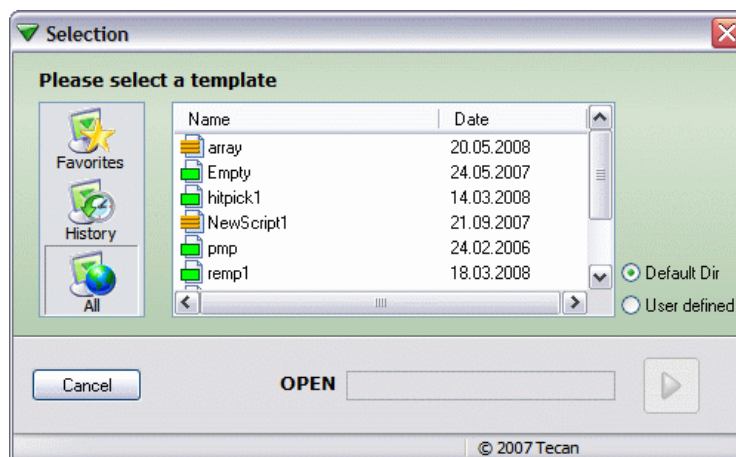 Selection
Please select a template
Favorites
History
All
Name Date
array 20.05.2008
Empty 24.05.2007
hitpick1 14.03.2008
NewScript1 21.09.2007
pmp 24.02.2006
remp1 18.03.2008
Default Dir
User defined
Cancel
OPEN
© 2007 Tecan